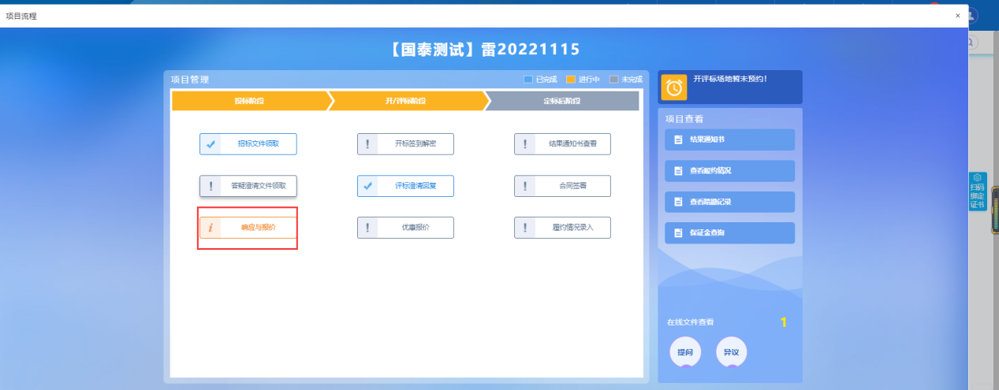 项目流程
×
【国泰测试】雷20221115
项目管理
已完成 进行中 未完成
投标阶段 开/评标阶段 定标后阶段
招标文件领取 开标签到解密 结果通知书查看
答疑澄清文件领取 评标澄清回复 合同签署
响应与报价 优惠报价 履约情况录入
开评标场地暂未预约!
项目查看
结果通知书
查看履约情况
查看踏勘记录
保证金查询
在线文件查看 1
提问 异议
扫码
绑定
证书